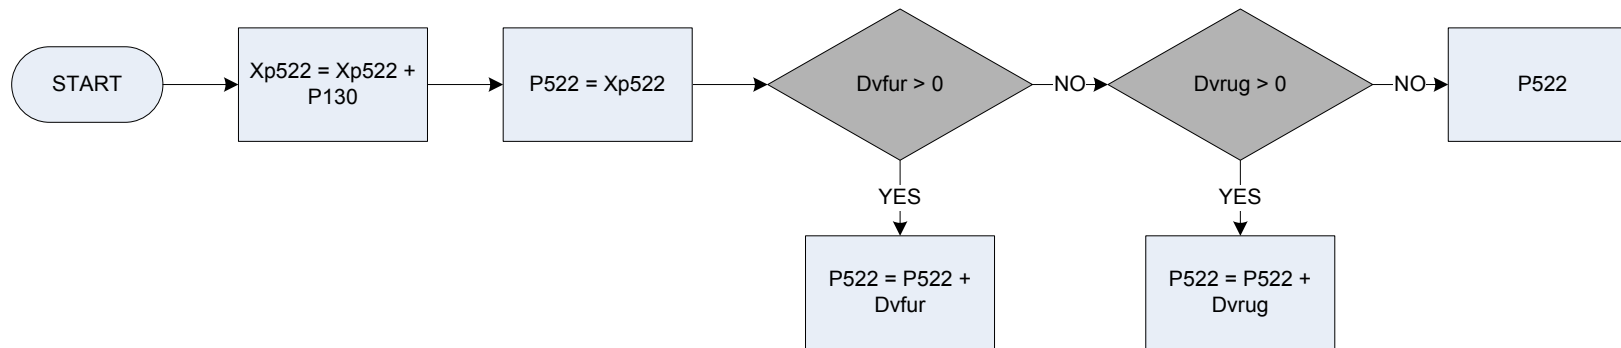 START
Xp522 = Xp522 +
P130
P522 = Xp522
Dvfur > 0
NO
Dvrug > 0
NO
P522
YES
YES
P522 = P522 +
Dvfur
P522 = P522 +
Dvrug